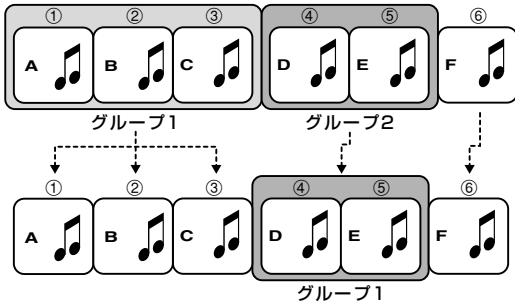 ① ② ③ ④ ⑤ ⑥
A B C D E F
グループ1 グループ2
① ② ③ ④ ⑤ ⑥
A B C D E F
グループ1